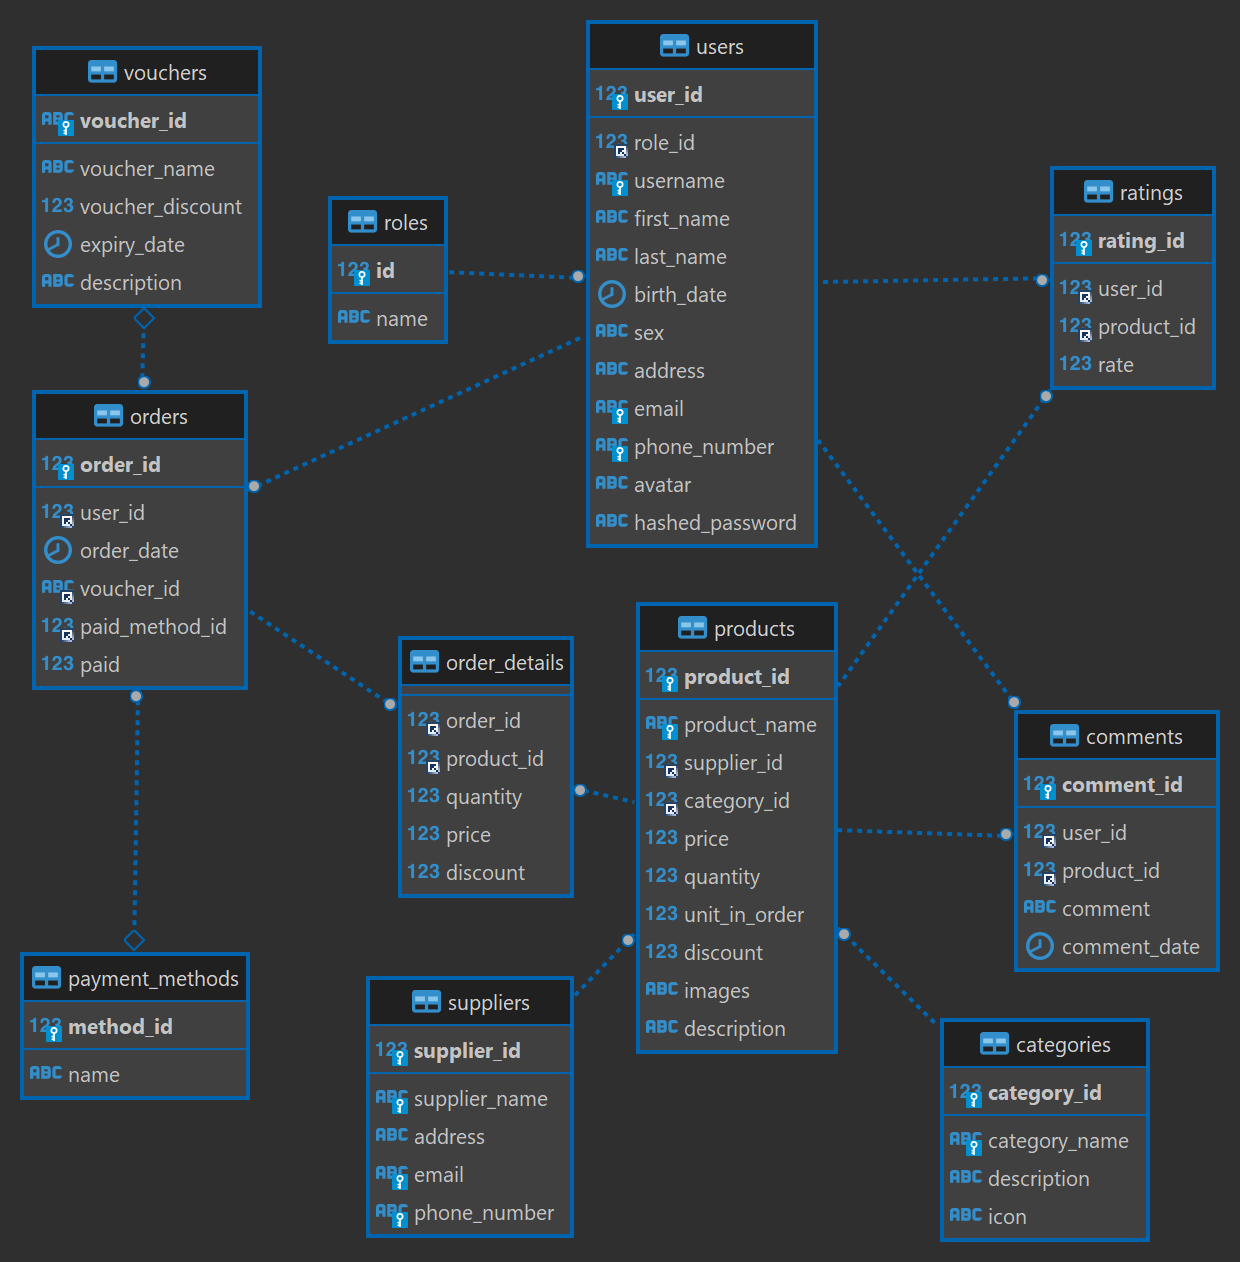 vouchers
ABC voucher_id
ABC voucher_name
123 voucher_discount
expiry_date
ABC description
roles
123 id
ABC name
users
123 user_id
123 role_id
ABC username
ABC first_name
ABC last_name
birth_date
ABC sex
ABC address
ABC email
ABC phone_number
ABC avatar
ABC hashed_password
ratings
123 rating_id
123 user_id
123 product_id
123 rate
orders
123 order_id
123 user_id
order_date
ABC voucher_id
123 paid_method_id
123 paid
order_details
123 order_id
123 product_id
123 quantity
123 price
123 discount
products
123 product_id
ABC product_name
123 supplier_id
123 category_id
123 price
123 quantity
123 unit_in_order
123 discount
ABC images
ABC description
comments
123 comment_id
123 user_id
123 product_id
ABC comment
comment_date
payment_methods
123 method_id
ABC name
suppliers
123 supplier_id
ABC supplier_name
ABC address
ABC email
ABC phone_number
categories
123 category_id
ABC category_name
ABC description
ABC icon